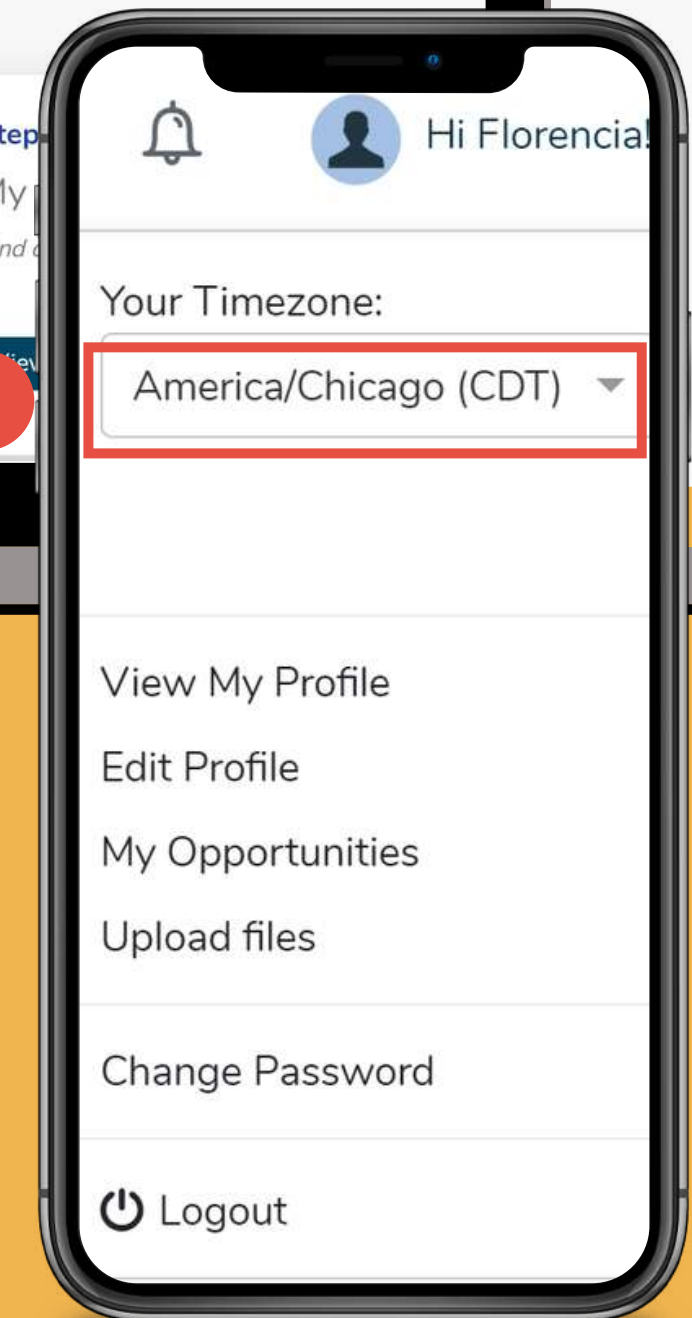 Hi Florencia!
Your Timezone:
America/Chicago (CDT)
View My Profile
Edit Profile
My Opportunities
Upload files
Change Password
Logout